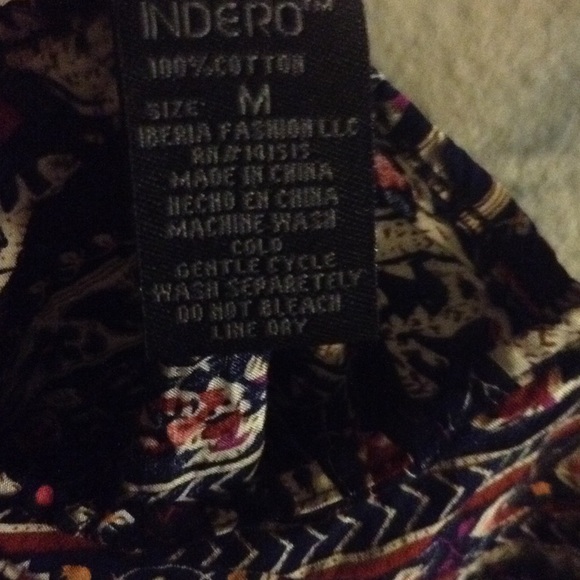 INDERO™
100% COTTON
SIZE: M
IBERIA FASHION LLC
RN# 141515
MADE IN CHINA
HECHO EN CHINA
MACHINE WASH
COLD
GENTLE CYCLE
WASH SEPARETELY
DO NOT BLEACH
LINE DRY